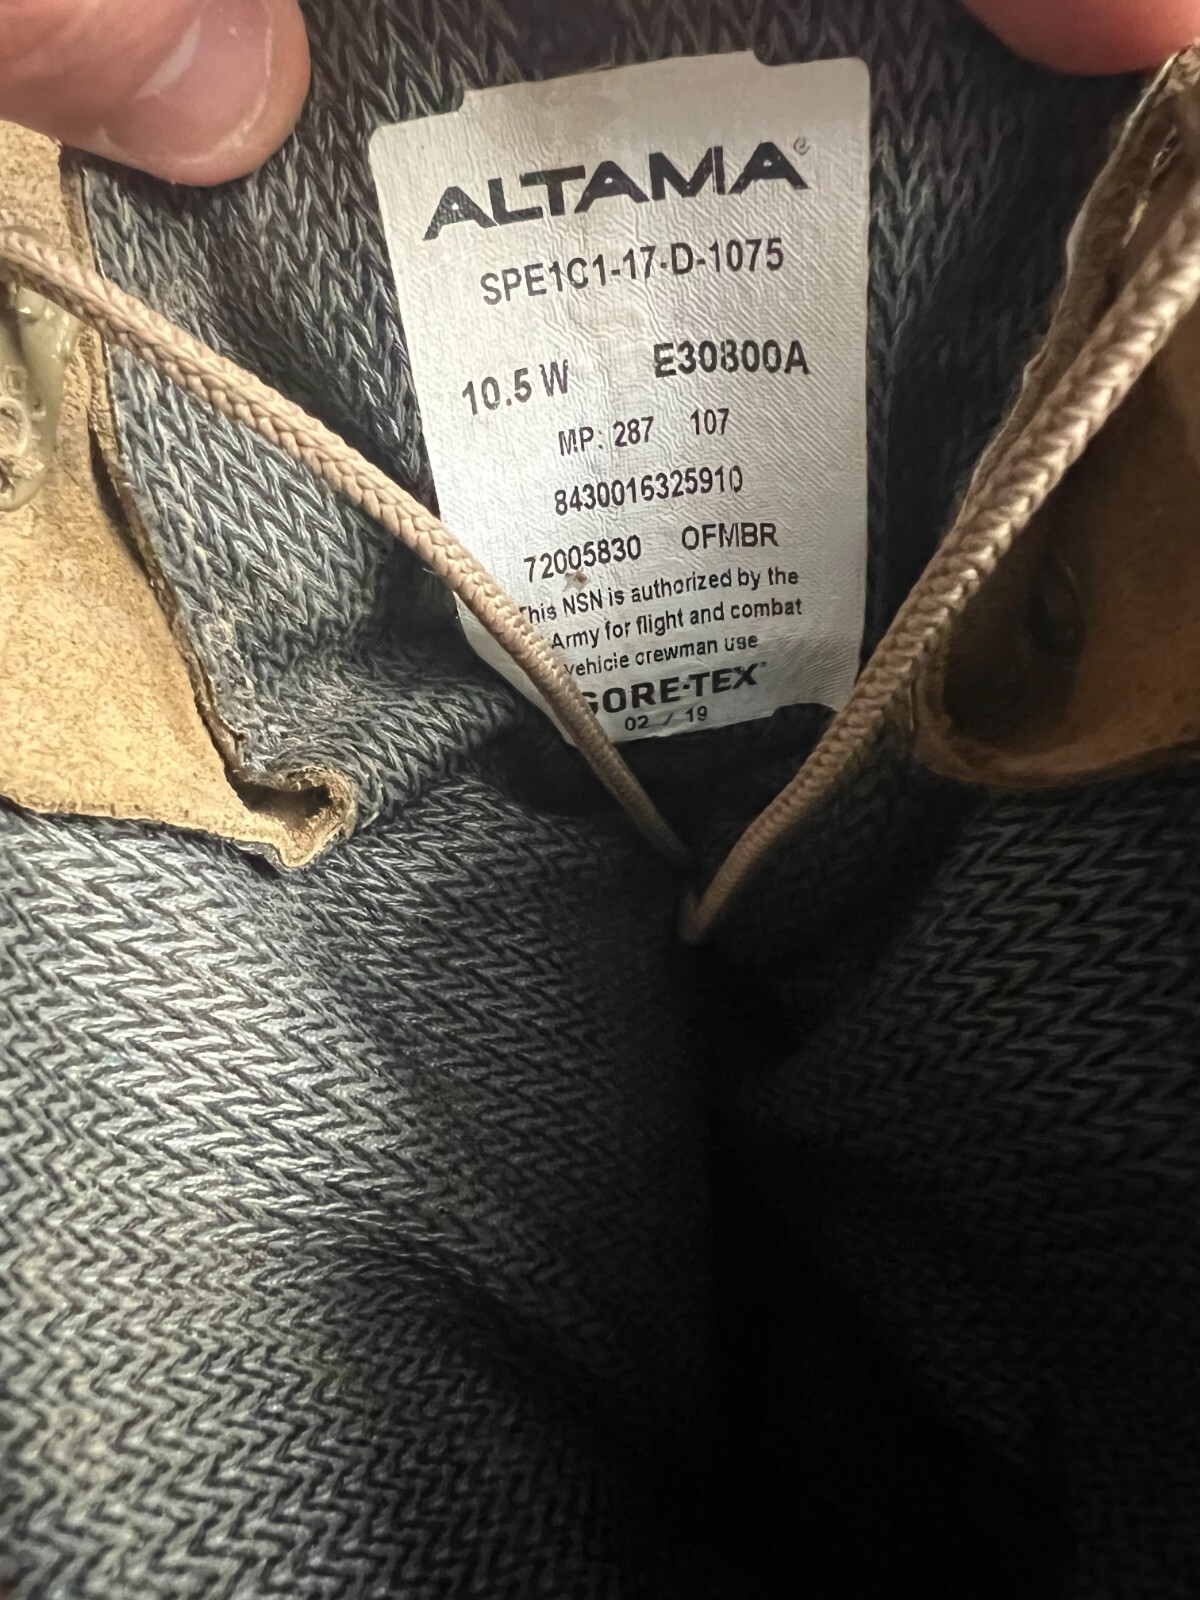 ALTAMA®
SPE1C1-17-D-1075
10.5 W E30800A
MP: 287 107
8430016325910
72005830 OFMBR
This NSN is authorized by the
Army for flight and combat
vehicle crewman use
GORE-TEX®
02 / 19